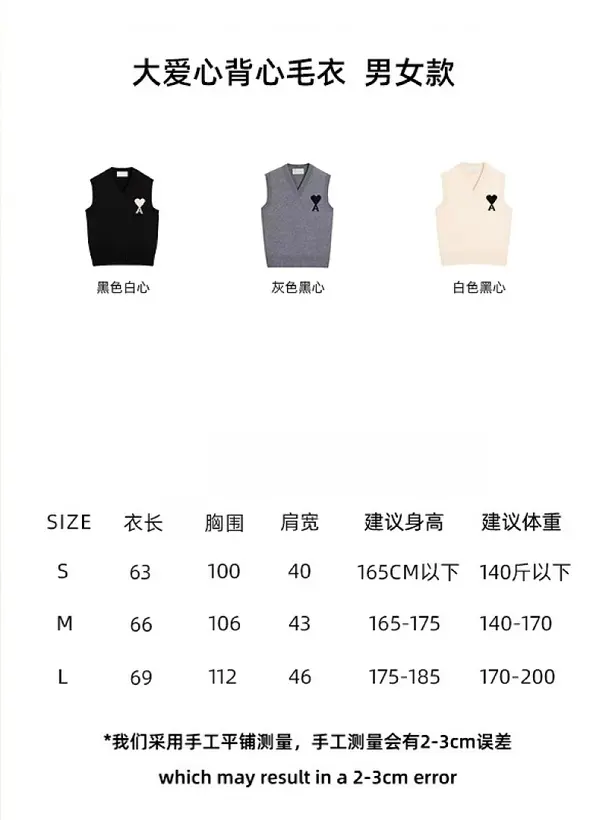 大爱心背心毛衣 男女款
黑色白心 灰色黑心 白色黑心
SIZE 衣长 胸围 肩宽 建议身高 建议体重
S 63 100 40 165CM以下 140斤以下
M 66 106 43 165-175 140-170
L 69 112 46 175-185 170-200
*我们采用手工平铺测量，手工测量会有2-3cm误差
which may result in a 2-3cm error